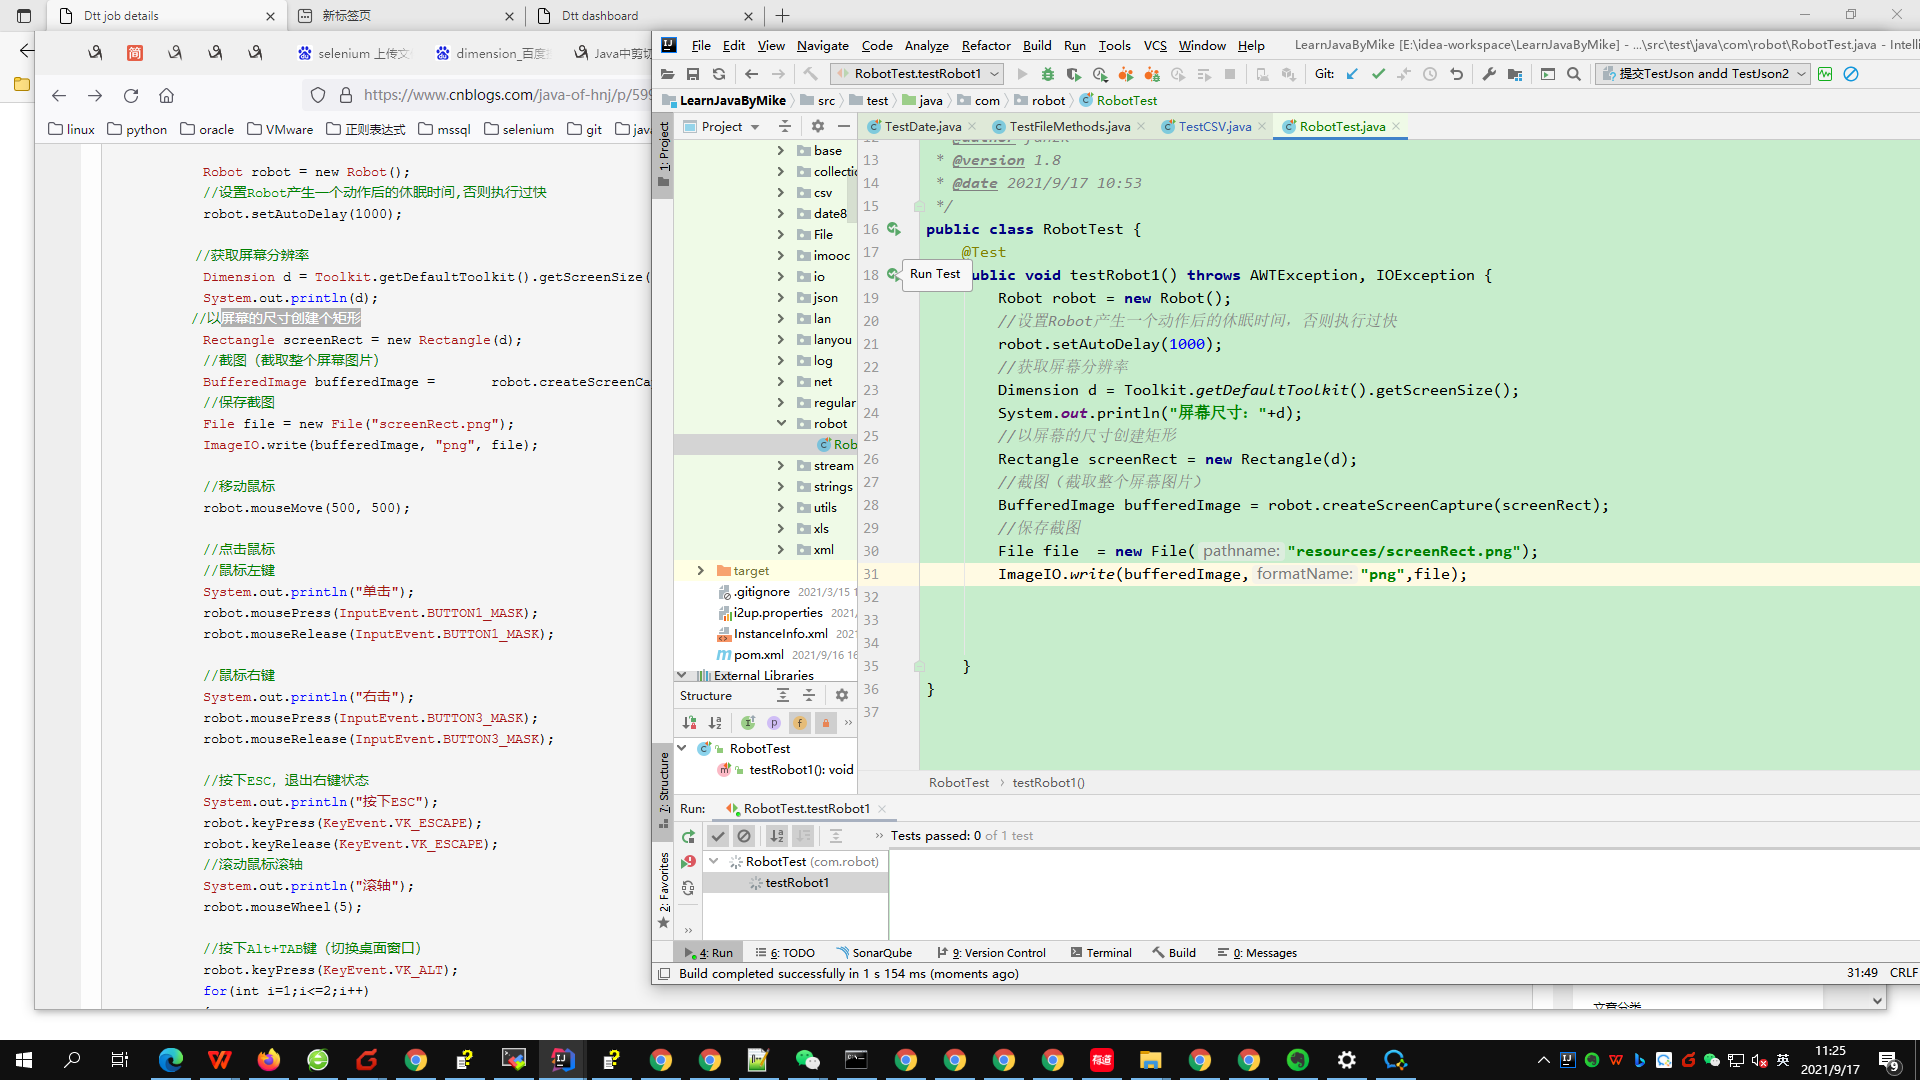 Dtt job details
新标签页
Dtt dashboard
selenium 上传文
dimension_百度
Java中剪切
https://www.cnblogs.com/java-of-hnj/p/599
linux
python
oracle
VMware
正则表达式
mssql
selenium
git
java
Robot robot = new Robot();
//设置Robot产生一个动作后的休眠时间,否则执行过快
robot.setAutoDelay(1000);
//获取屏幕分辨率
Dimension d = Toolkit.getDefaultToolkit().getScreenSize(
System.out.println(d);
//以屏幕的尺寸创建个矩形
Rectangle screenRect = new Rectangle(d);
//截图（截取整个屏幕图片）
BufferedImage bufferedImage = robot.createScreenCa
//保存截图
File file = new File("screenRect.png");
ImageIO.write(bufferedImage, "png", file);
//移动鼠标
robot.mouseMove(500, 500);
//点击鼠标
//鼠标左键
System.out.println("单击");
robot.mousePress(InputEvent.BUTTON1_MASK);
robot.mouseRelease(InputEvent.BUTTON1_MASK);
//鼠标右键
System.out.println("右击");
robot.mousePress(InputEvent.BUTTON3_MASK);
robot.mouseRelease(InputEvent.BUTTON3_MASK);
//按下ESC，退出右键状态
System.out.println("按下ESC");
robot.keyPress(KeyEvent.VK_ESCAPE);
robot.keyRelease(KeyEvent.VK_ESCAPE);
//滚动鼠标滚轴
System.out.println("滚轴");
robot.mouseWheel(5);
//按下Alt+TAB键（切换桌面窗口）
robot.keyPress(KeyEvent.VK_ALT);
for(int i=1;i<=2;i++)
File Edit View Navigate Code Analyze Refactor Build Run Tools VCS Window Help
LearnJavaByMike [E:\idea-workspace\LearnJavaByMike] - ...\src\test\java\com\robot\RobotTest.java - Intelli
RobotTest.testRobot1
Git:
提交TestJson andd TestJson2
LearnJavaByMike src test java com robot RobotTest
1: Project
Project
TestDate.java
TestFileMethods.java
TestCSV.java
RobotTest.java
base
collectio
csv
date8
File
imooc
io
json
lan
lanyou
log
net
regular
robot
Rob
stream
strings
utils
xls
xml
target
.gitignore 2021/3/15 1
i2up.properties 2021/
InstanceInfo.xml 2021
pom.xml 2021/9/16 16
External Libraries
13 * @version 1.8
14 * @date 2021/9/17 10:53
15 */
16 public class RobotTest {
17 @Test
18 public void testRobot1() throws AWTException, IOException {
Run Test
19 Robot robot = new Robot();
20 //设置Robot产生一个动作后的休眠时间，否则执行过快
21 robot.setAutoDelay(1000);
22 //获取屏幕分辨率
23 Dimension d = Toolkit.getDefaultToolkit().getScreenSize();
24 System.out.println("屏幕尺寸："+d);
25 //以屏幕的尺寸创建矩形
26 Rectangle screenRect = new Rectangle(d);
27 //截图（截取整个屏幕图片）
28 BufferedImage bufferedImage = robot.createScreenCapture(screenRect);
29 //保存截图
30 File file = new File( pathname: "resources/screenRect.png");
31 ImageIO.write(bufferedImage, formatName: "png",file);
32
33
34
35 }
36 }
37
RobotTest testRobot1()
Structure
RobotTest
testRobot1(): void
7: Structure
2: Favorites
Run: RobotTest.testRobot1
Tests passed: 0 of 1 test
RobotTest (com.robot)
testRobot1
4: Run
6: TODO
SonarQube
9: Version Control
Terminal
Build
0: Messages
Build completed successfully in 1 s 154 ms (moments ago)
31:49 CRLF
文章分类
英
11:25
2021/9/17
9